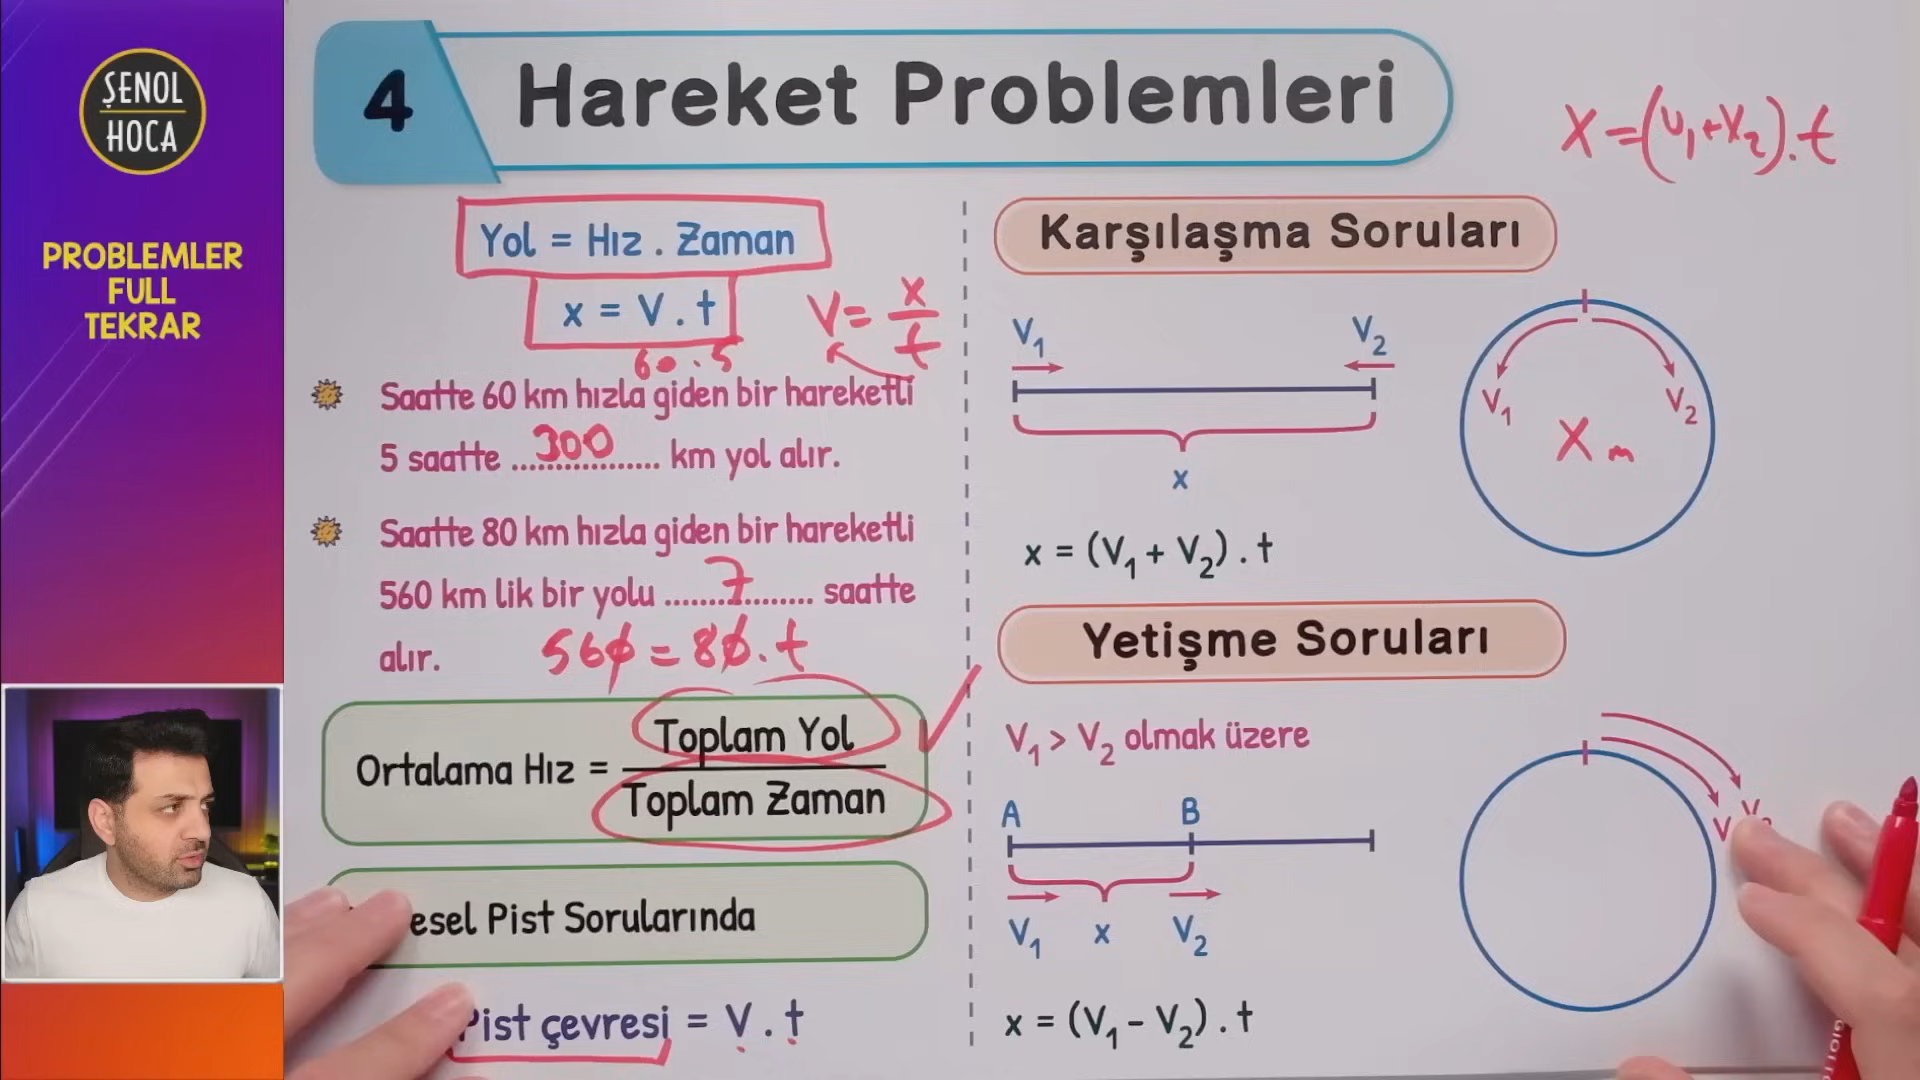 ŞENOL
HOCA
PROBLEMLER
FULL
TEKRAR
4
Hareket Problemleri
x = (V₁ + V₂) . t
Yol = Hız . Zaman
x = V . t
V = x/t
60 . 5
Saatte 60 km hızla giden bir hareketli
5 saatte 300 km yol alır.
Saatte 80 km hızla giden bir hareketli
560 km lik bir yolu 7 saatte
alır.
560 = 80 . t
Ortalama Hız = Toplam Yol
Toplam Zaman
esel Pist Sorularında
Pist çevresi = V . t
Karşılaşma Soruları
V₁
V₂
x
x = (V₁ + V₂) . t
V₁
V₂
X m
Yetişme Soruları
V₁ > V₂ olmak üzere
A
B
V₁
x
V₂
x = (V₁ - V₂) . t
V